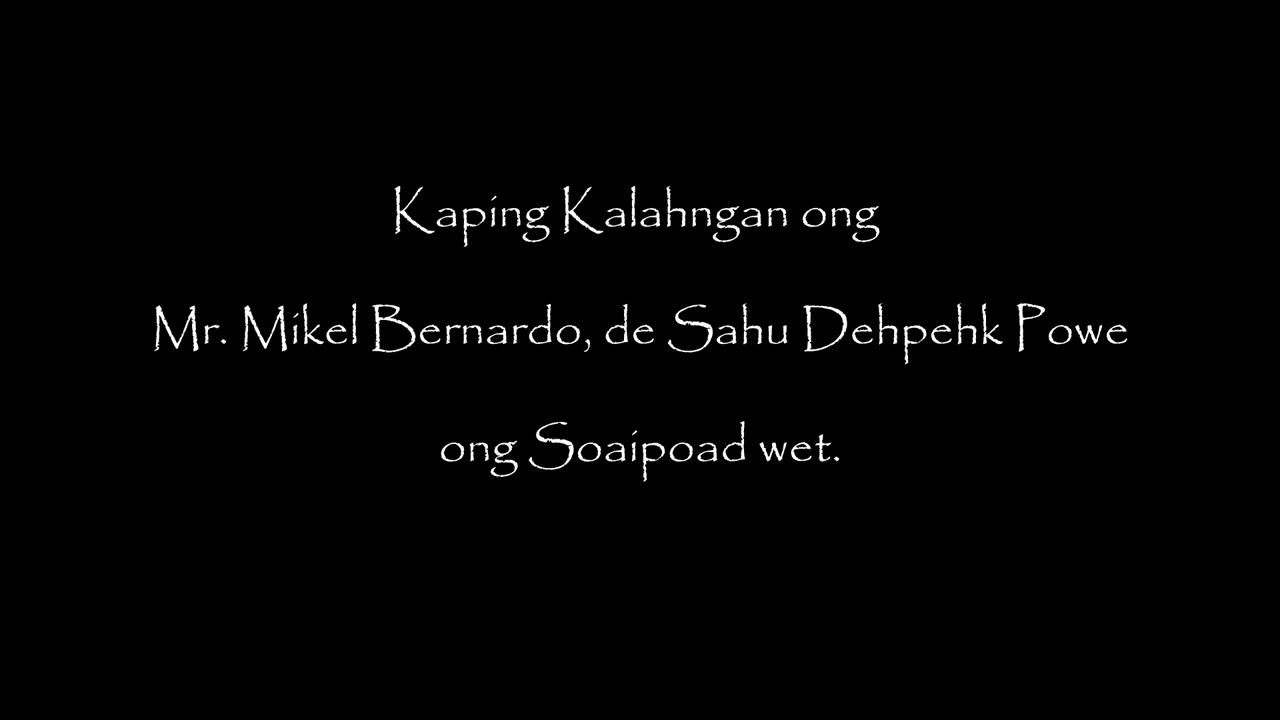 Kaping Kalahngan ong
Mr. Mikel Bernardo, de Sahu Dehpehk Powe
ong Soaipoad wet.